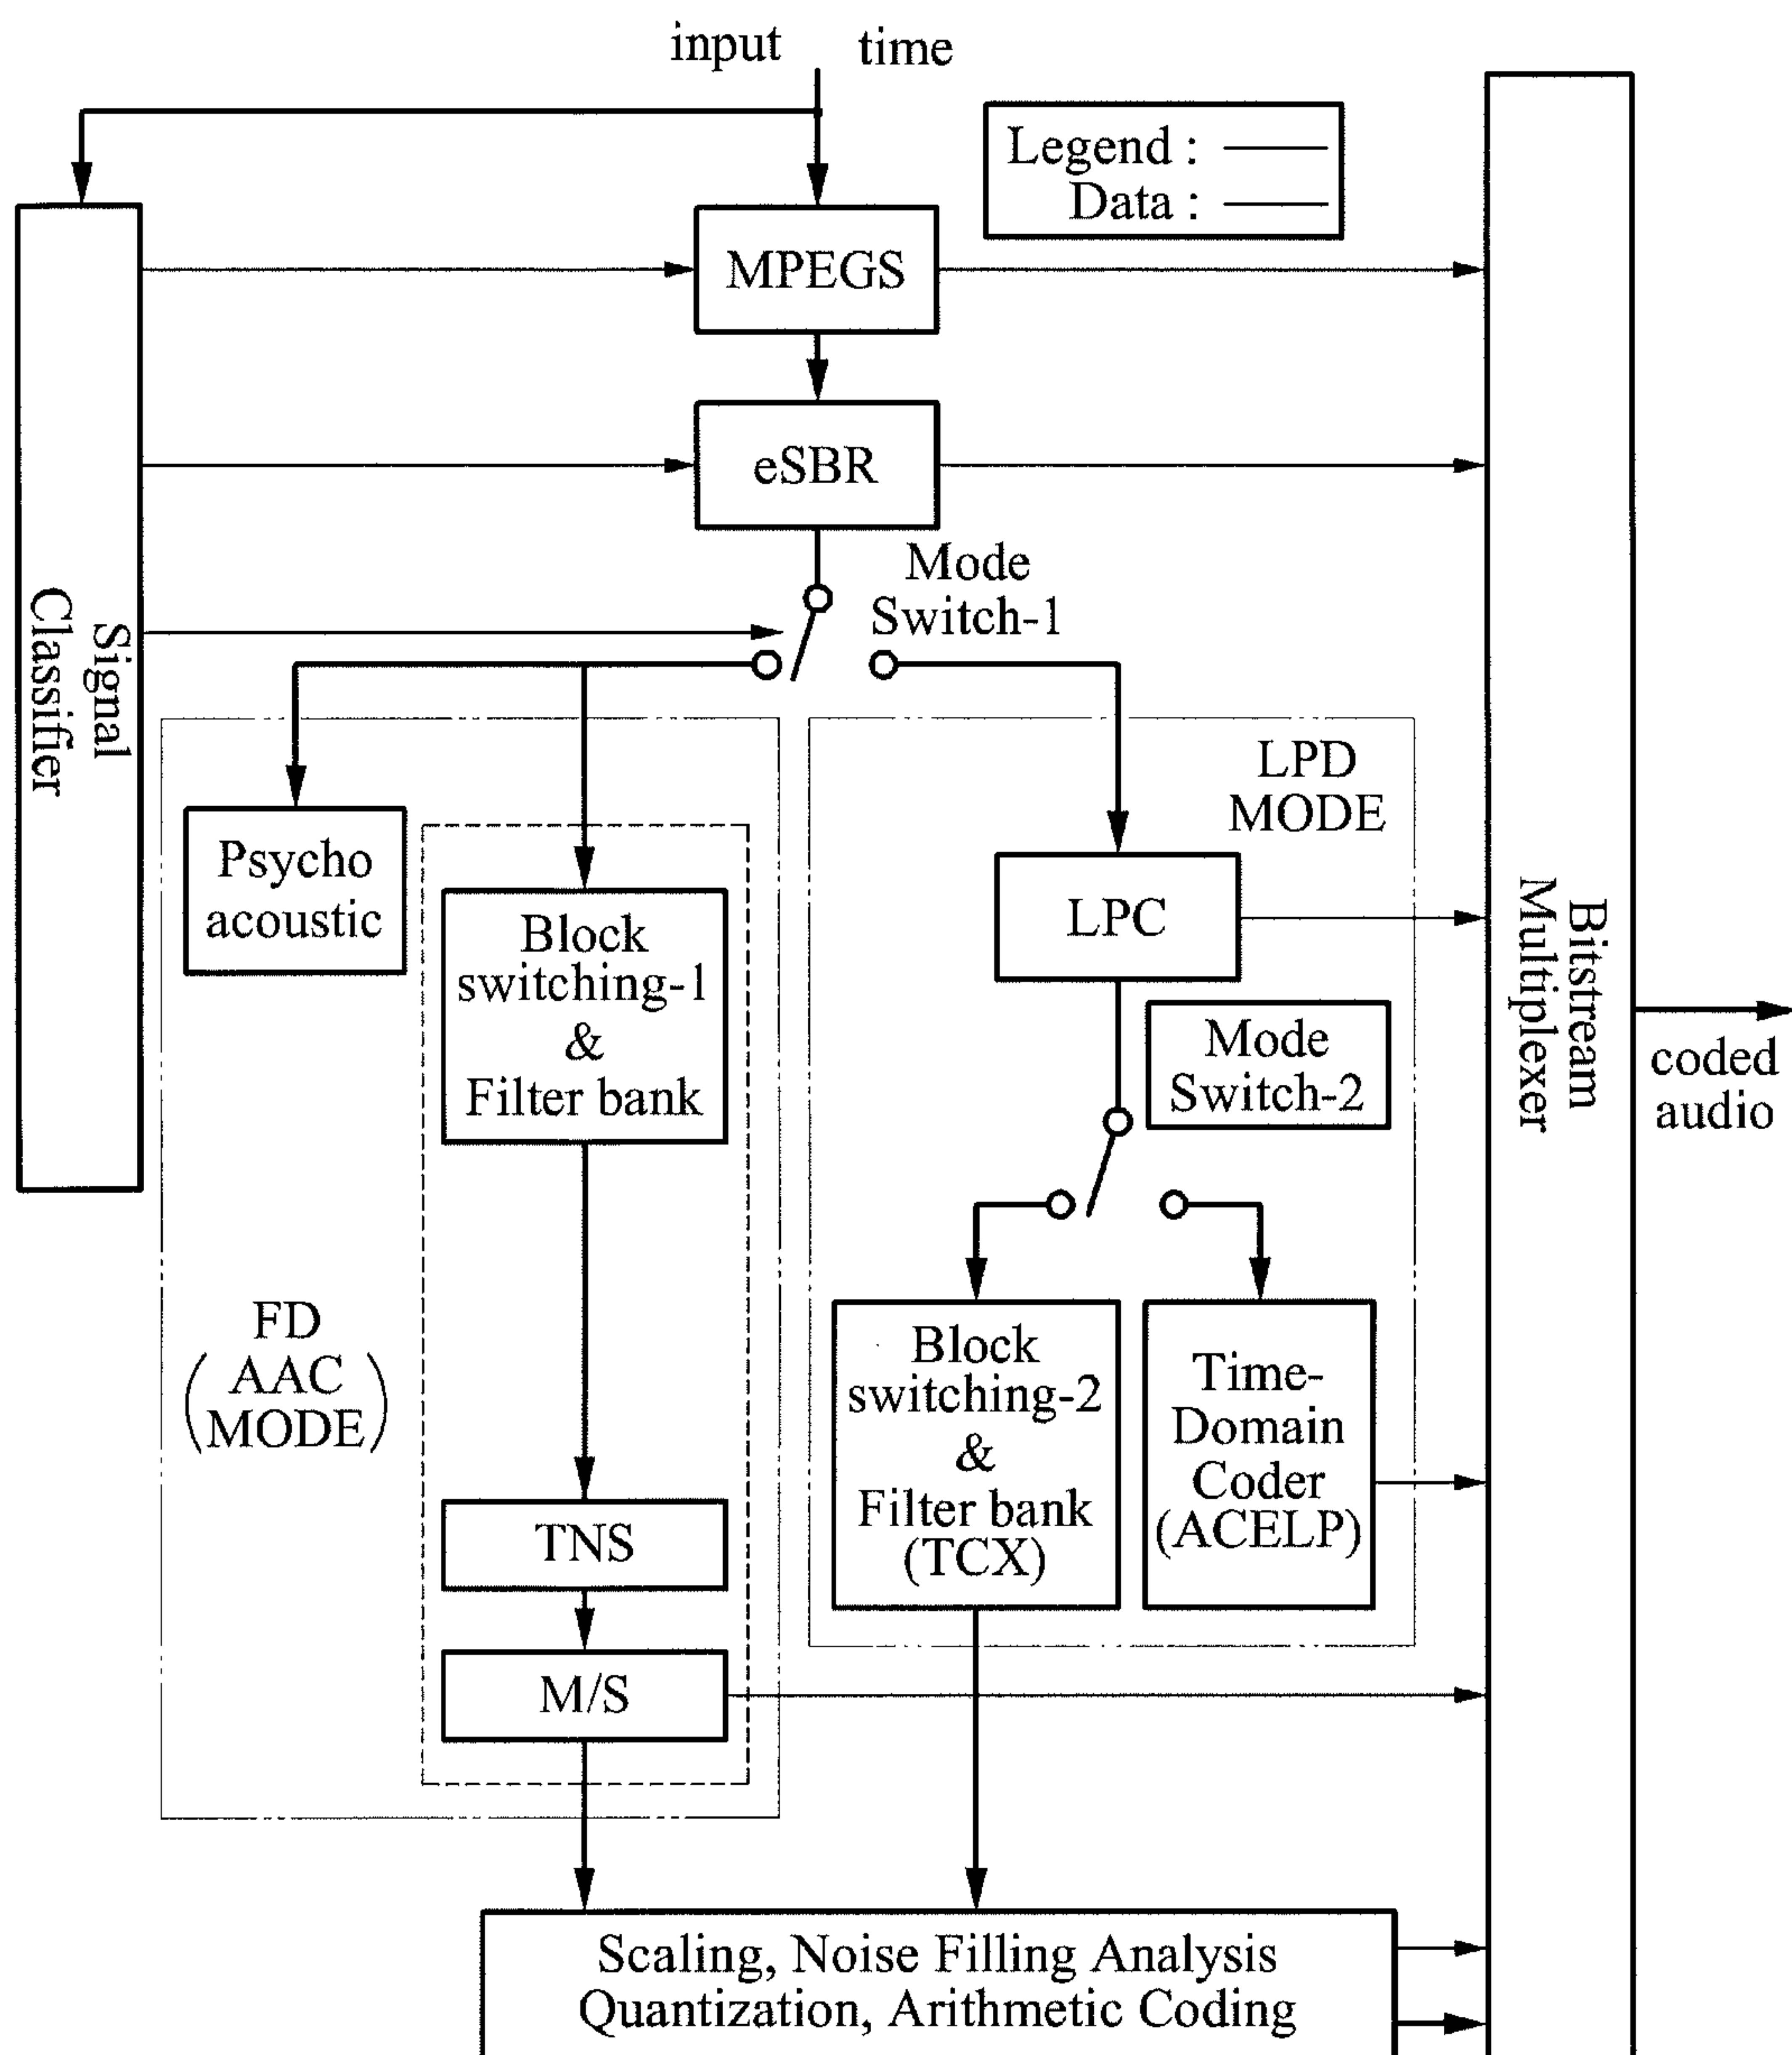 input time
Legend :
Data :
MPEGS
eSBR
Mode
Switch-1
Signal
Classifier
LPD
MODE
Psycho
acoustic
Block
switching-1
&
Filter bank
LPC
Mode
Switch-2
Bitstream
Multiplexer
coded
audio
FD
( AAC
MODE )
Block
switching-2
&
Filter bank
(TCX)
Time-
Domain
Coder
(ACELP)
TNS
M/S
Scaling, Noise Filling Analysis
Quantization, Arithmetic Coding